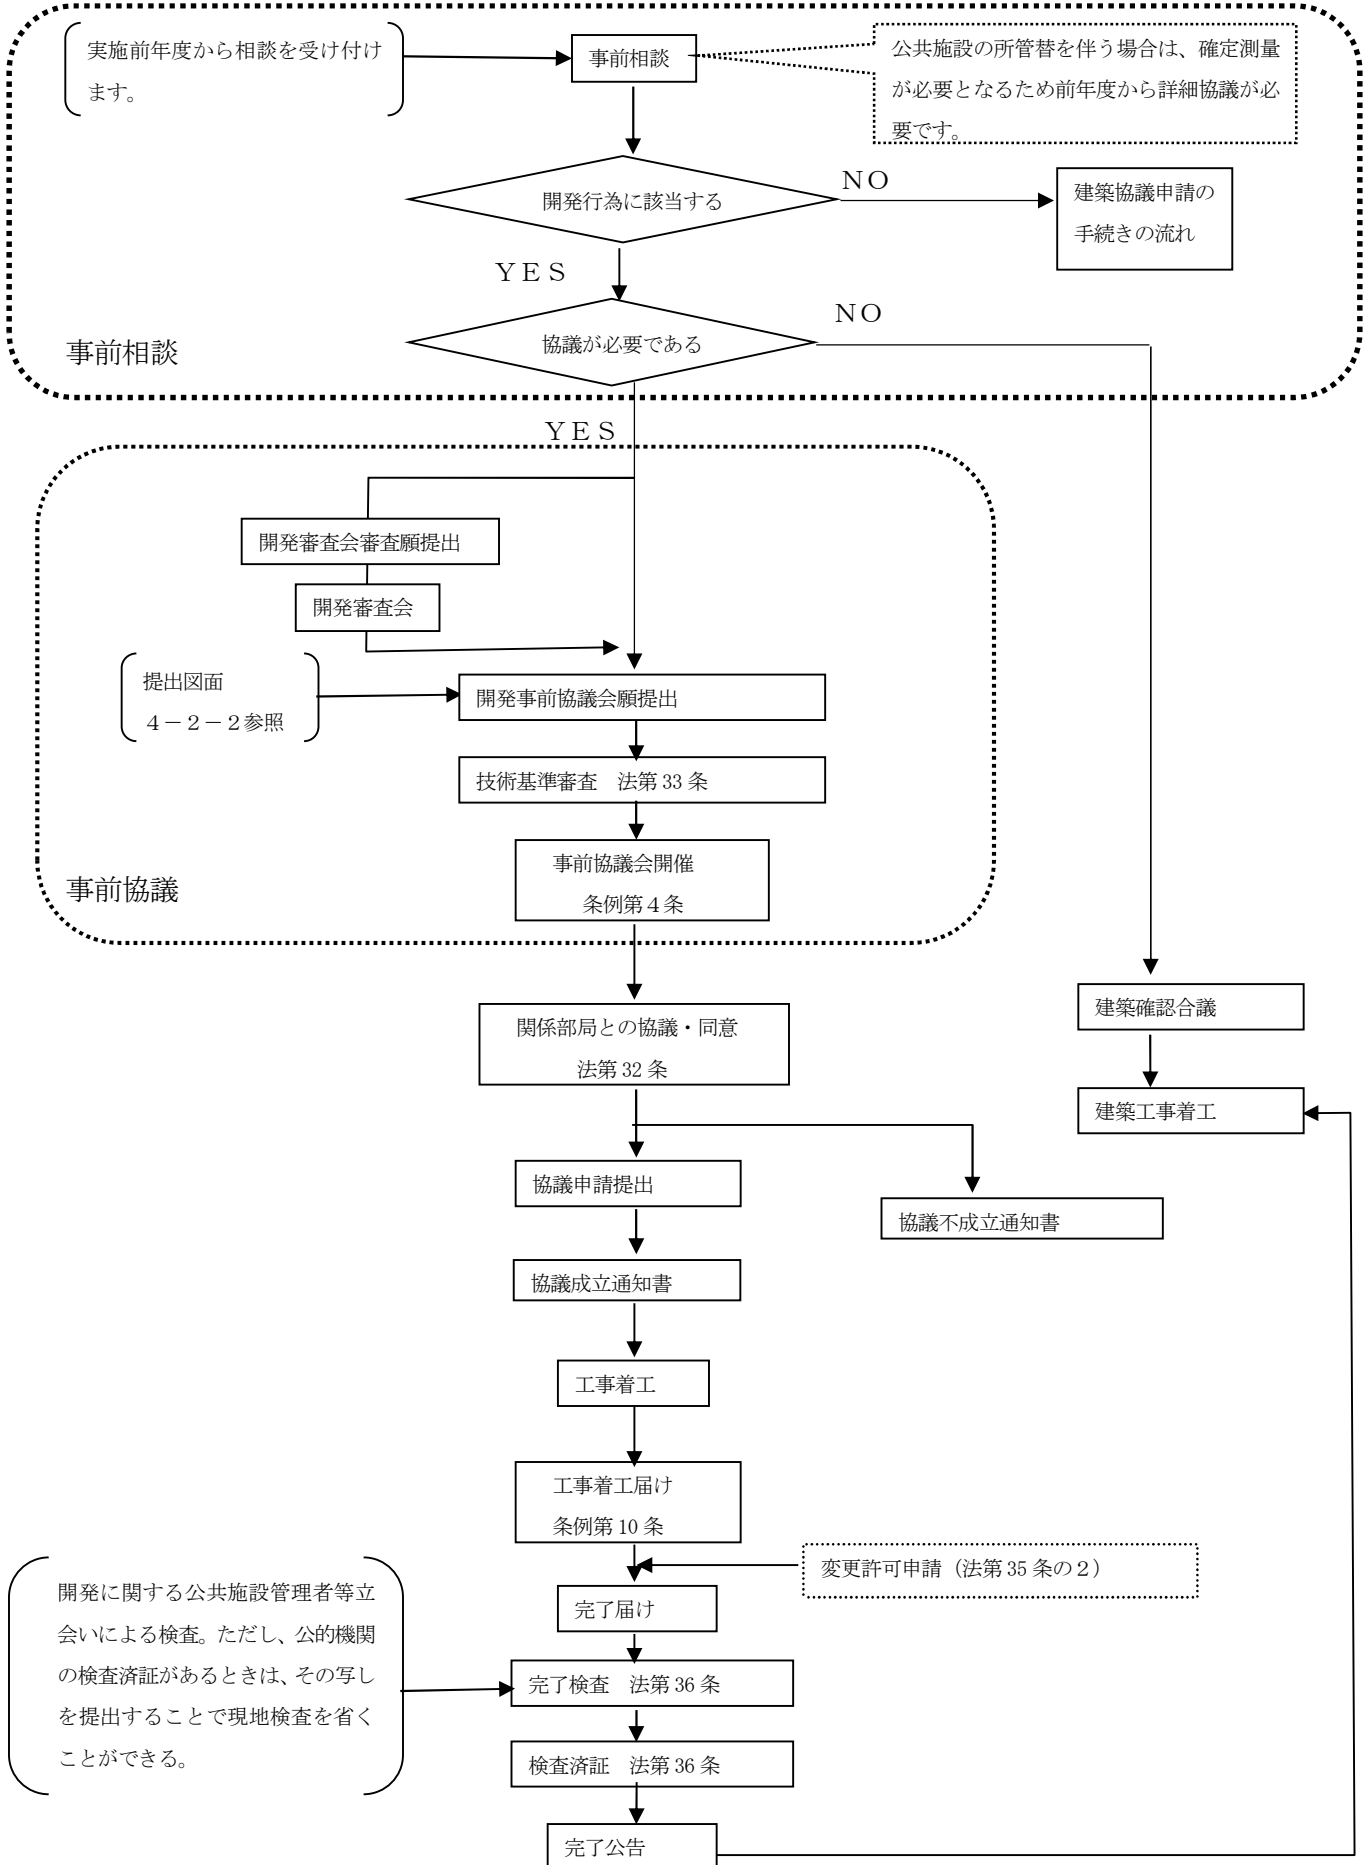 実施前年度から相談を受け付け
ます。
事前相談
公共施設の所管替を伴う場合は、確定測量
が必要となるため前年度から詳細協議が必
要です。
開発行為に該当する
ＮＯ
建築協議申請の
手続きの流れ
ＹＥＳ
協議が必要である
ＮＯ
事前相談
ＹＥＳ
開発審査会審査願提出
開発審査会
提出図面
４－２－２参照
開発事前協議会願提出
技術基準審査　法第 33 条
事前協議会開催
条例第４条
事前協議
関係部局との協議・同意
法第 32 条
建築確認合議
建築工事着工
協議申請提出
協議不成立通知書
協議成立通知書
工事着工
工事着工届け
条例第 10 条
変更許可申請（法第 35 条の２）
完了届け
開発に関する公共施設管理者等立
会いによる検査。ただし、公的機関
の検査済証があるときは、その写し
を提出することで現地検査を省く
ことができる。
完了検査　法第 36 条
検査済証　法第 36 条
完了公告